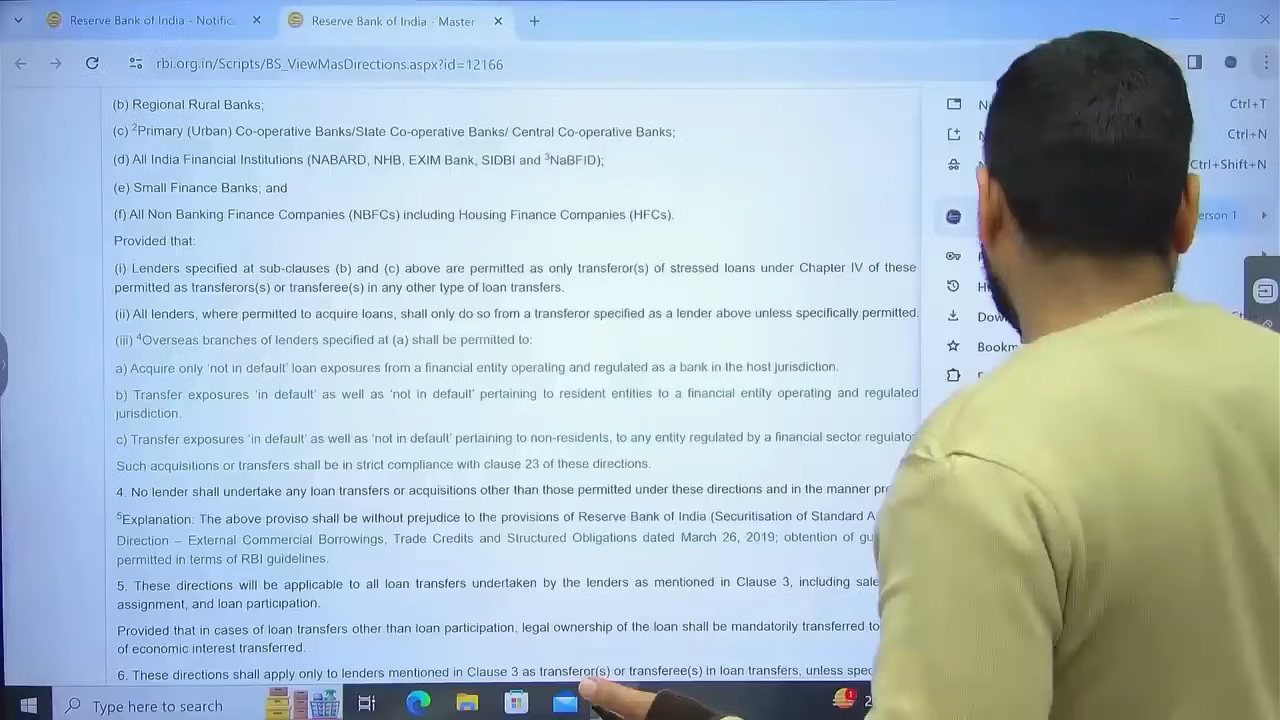 Reserve Bank of India - Notific
Reserve Bank of India - Master
rbi.org.in/Scripts/BS_ViewMasDirections.aspx?id=12166
(b) Regional Rural Banks;
(c) ²Primary (Urban) Co-operative Banks/State Co-operative Banks/ Central Co-operative Banks;
(d) All India Financial Institutions (NABARD, NHB, EXIM Bank, SIDBI and ³NaBFID);
(e) Small Finance Banks; and
(f) All Non Banking Finance Companies (NBFCs) including Housing Finance Companies (HFCs).
Provided that:
(i) Lenders specified at sub-clauses (b) and (c) above are permitted as only transferor(s) of stressed loans under Chapter IV of these
permitted as transferors(s) or transferee(s) in any other type of loan transfers.
(ii) All lenders, where permitted to acquire loans, shall only do so from a transferor specified as a lender above unless specifically permitted.
(iii) ⁴Overseas branches of lenders specified at (a) shall be permitted to:
a) Acquire only 'not in default' loan exposures from a financial entity operating and regulated as a bank in the host jurisdiction.
b) Transfer exposures 'in default' as well as 'not in default' pertaining to resident entities to a financial entity operating and regulated
jurisdiction.
c) Transfer exposures 'in default' as well as 'not in default' pertaining to non-residents, to any entity regulated by a financial sector regulato
Such acquisitions or transfers shall be in strict compliance with clause 23 of these directions.
4. No lender shall undertake any loan transfers or acquisitions other than those permitted under these directions and in the manner pr
⁵Explanation: The above proviso shall be without prejudice to the provisions of Reserve Bank of India (Securitisation of Standard A
Direction – External Commercial Borrowings, Trade Credits and Structured Obligations dated March 26, 2019; obtention of gu
permitted in terms of RBI guidelines.
5. These directions will be applicable to all loan transfers undertaken by the lenders as mentioned in Clause 3, including sale
assignment, and loan participation.
Provided that in cases of loan transfers other than loan participation, legal ownership of the loan shall be mandatorily transferred to
of economic interest transferred.
6. These directions shall apply only to lenders mentioned in Clause 3 as transferor(s) or transferee(s) in loan transfers, unless spec
Ctrl+T
Ctrl+N
Ctrl+Shift+N
erson 1
Dow
Bookm
Type here to search
1
2